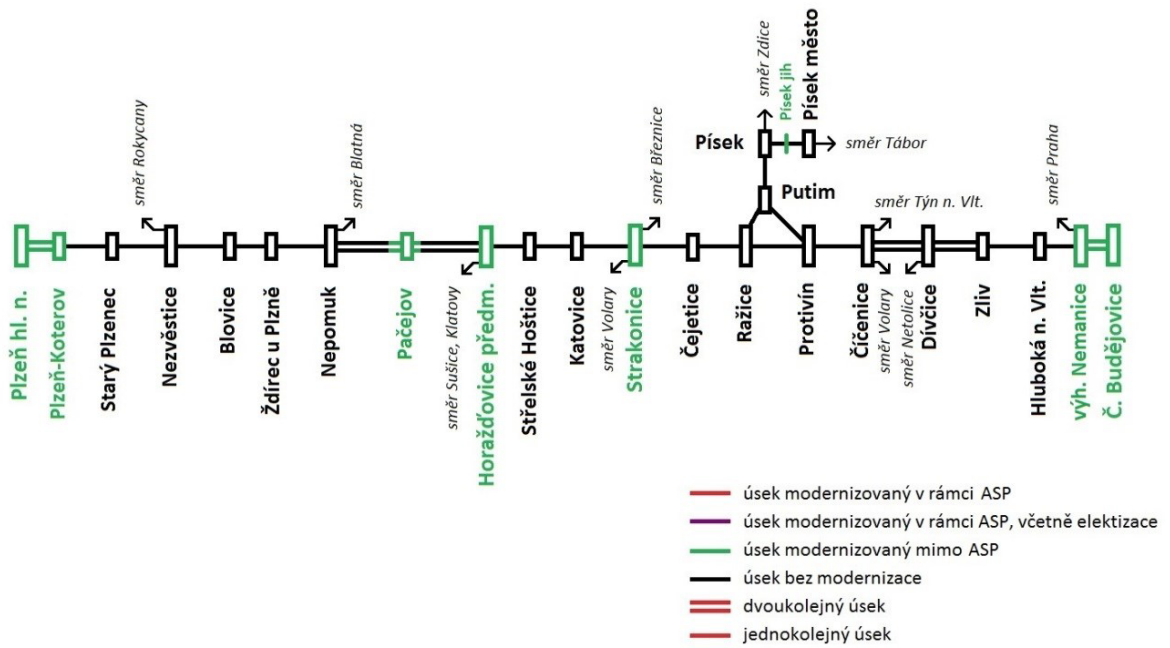 směr Zdice
Písek jih
Písek město
Písek
směr Tábor
Putim
směr Rokycany
směr Blatná
směr Březnice
směr Týn n. Vlt.
směr Praha
Plzeň hl. n.
Plzeň-Koterov
Starý Plzenec
Nezvěstice
Blovice
Ždírec u Plzně
Nepomuk
Pačejov
směr Sušice, Klatovy
Horažďovice předm.
Střelské Hoštice
Katovice
směr Volary
Strakonice
Čejetice
Ražice
Protivín
Číčenice
směr Volary
směr Netolice
Dívčice
Zliv
Hluboká n. Vlt.
výh. Nemanice
Č. Budějovice
úsek modernizovaný v rámci ASP
úsek modernizovaný v rámci ASP, včetně elektizace
úsek modernizovaný mimo ASP
úsek bez modernizace
dvoukolejný úsek
jednokolejný úsek